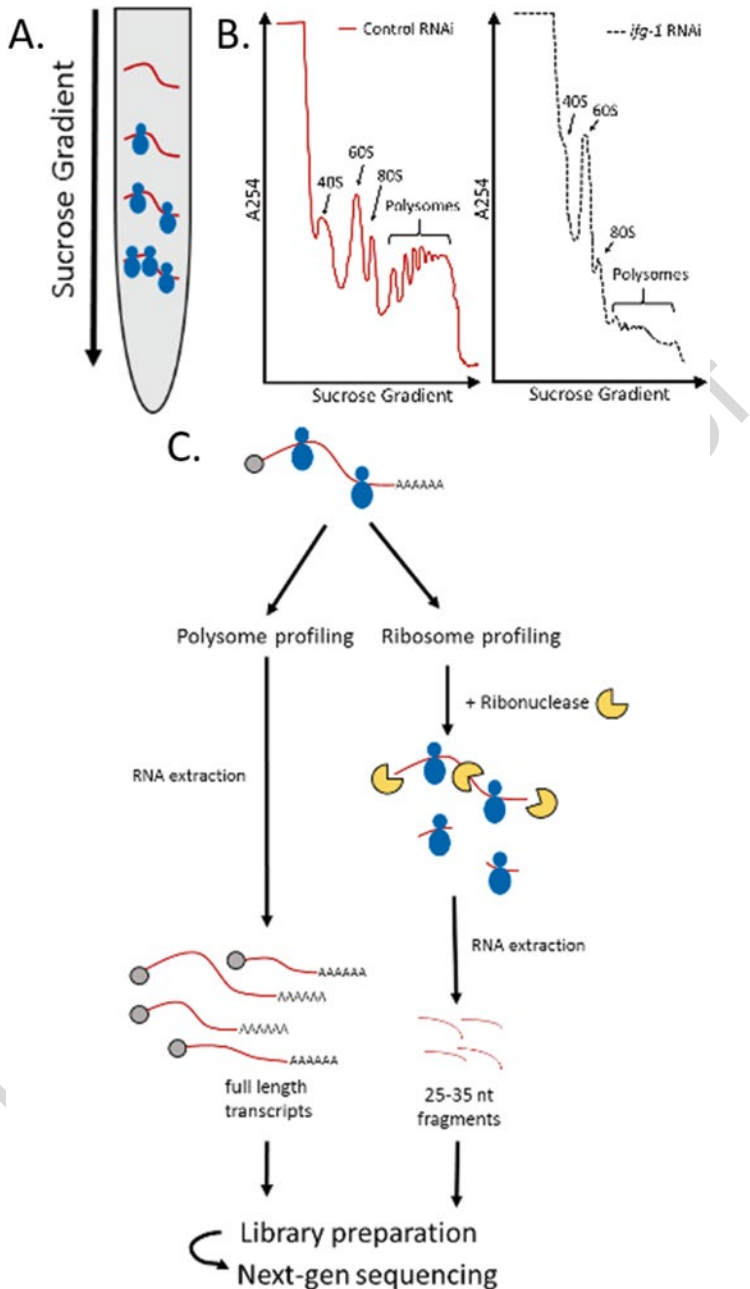 A.
Sucrose Gradient
B.
Control RNAi
A254
40S
60S
80S
Polysomes
Sucrose Gradient
ifg-1 RNAi
A254
40S
60S
80S
Polysomes
Sucrose Gradient
C.
AAAAAA
Polysome profiling
Ribosome profiling
+ Ribonuclease
RNA extraction
RNA extraction
AAAAAA
AAAAAA
AAAAAA
AAAAAA
full length
transcripts
25-35 nt
fragments
Library preparation
Next-gen sequencing